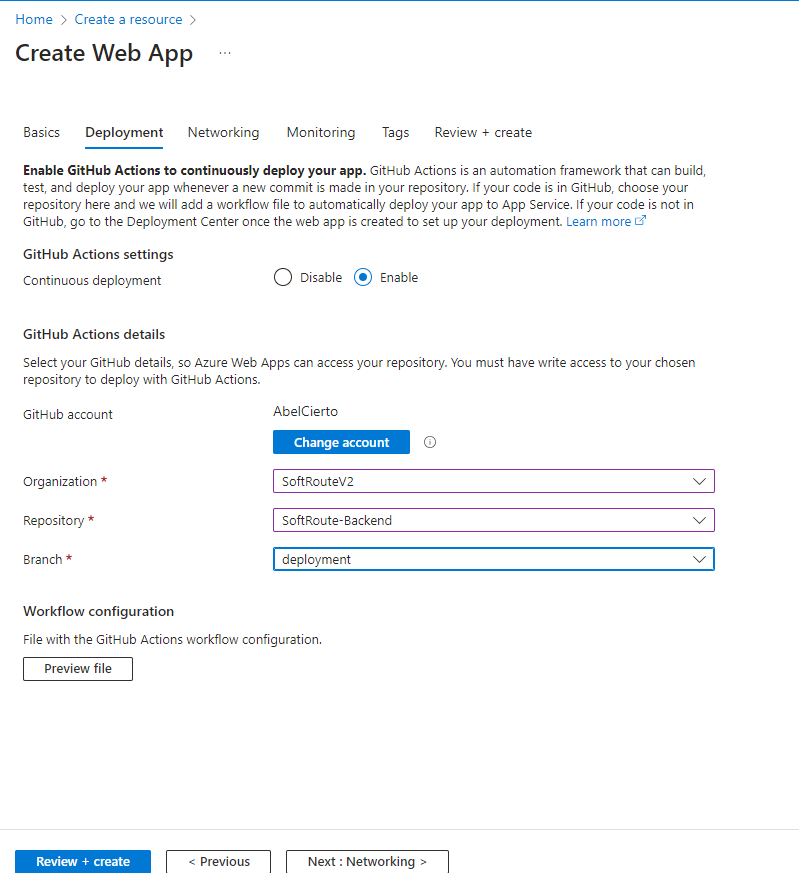 Home > Create a resource >
Create Web App ...
Basics Deployment Networking Monitoring Tags Review + create
Enable GitHub Actions to continuously deploy your app. GitHub Actions is an automation framework that can build,
test, and deploy your app whenever a new commit is made in your repository. If your code is in GitHub, choose your
repository here and we will add a workflow file to automatically deploy your app to App Service. If your code is not in
GitHub, go to the Deployment Center once the web app is created to set up your deployment. Learn more
GitHub Actions settings
Continuous deployment Disable Enable
GitHub Actions details
Select your GitHub details, so Azure Web Apps can access your repository. You must have write access to your chosen
repository to deploy with GitHub Actions.
GitHub account AbelCierto
Change account
Organization * SoftRouteV2
Repository * SoftRoute-Backend
Branch * deployment
Workflow configuration
File with the GitHub Actions workflow configuration.
Preview file
Review + create < Previous Next : Networking >